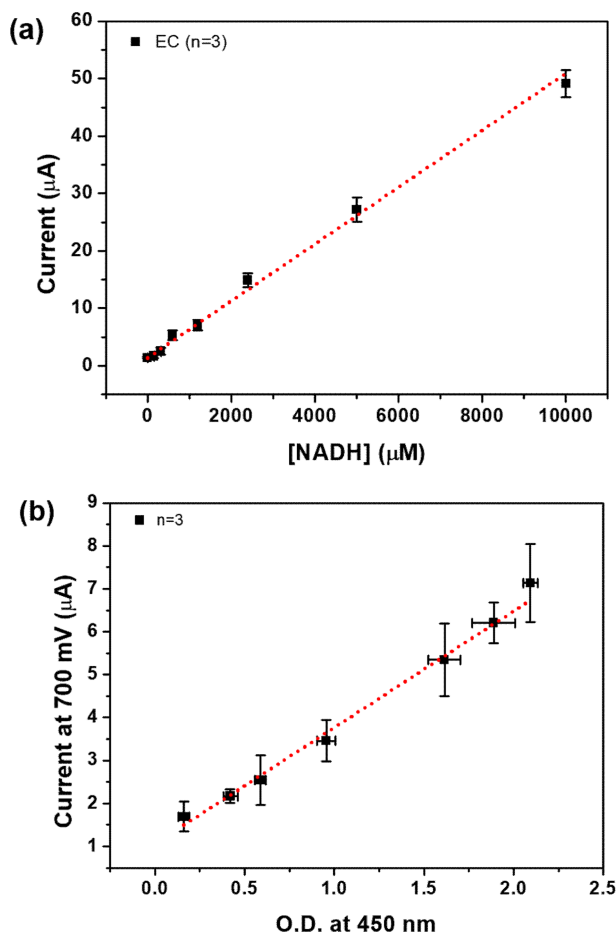 (a)
EC (n=3)
60
50
40
30
20
10
0
Current (μA)
0 2000 4000 6000 8000 10000
[NADH] (μM)
(b)
n=3
9
8
7
6
5
4
3
2
1
Current at 700 mV (μA)
0.0 0.5 1.0 1.5 2.0 2.5
O.D. at 450 nm